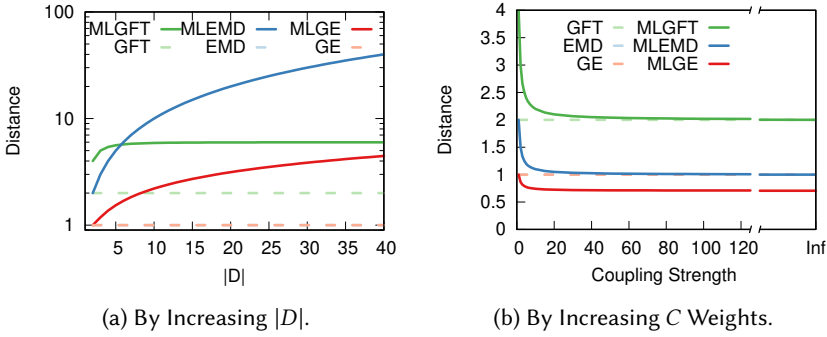 MLGFT MLEMD MLGE
GFT EMD GE
100
10
1
Distance
5 10 15 20 25 30 35 40
|D|
(a) By Increasing |D|.
GFT MLGFT
EMD MLEMD
GE MLGE
4
3.5
3
2.5
2
1.5
1
0.5
0
Distance
0 20 40 60 80 100 120 Inf
Coupling Strength
(b) By Increasing C Weights.